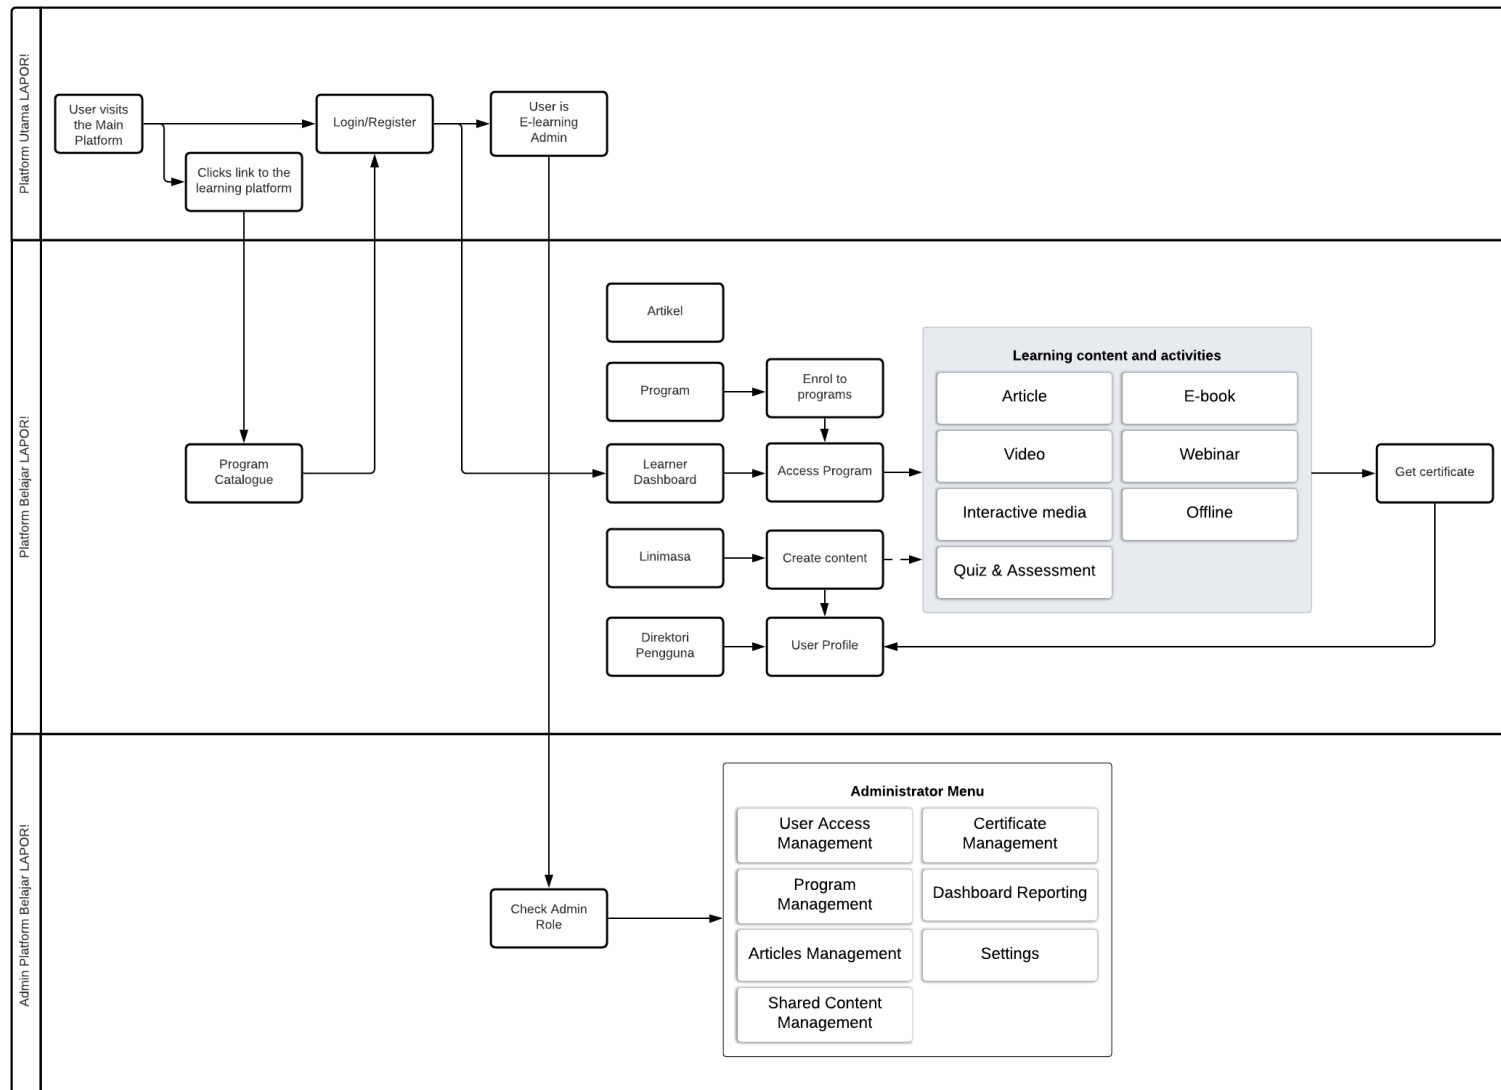 Platform Utama LAPOR!
User visits
the Main
Platform
Clicks link to the
learning platform
Login/Register
User is
E-learning
Admin
Platform Belajar LAPOR!
Program
Catalogue
Artikel
Program
Enrol to
programs
Learner
Dashboard
Access Program
Linimasa
Create content
Direktori
Pengguna
User Profile
Learning content and activities
Article
E-book
Video
Webinar
Interactive media
Offline
Quiz & Assessment
Get certificate
Admin Platform Belajar LAPOR!
Check Admin
Role
Administrator Menu
User Access
Management
Certificate
Management
Program
Management
Dashboard Reporting
Articles Management
Settings
Shared Content
Management